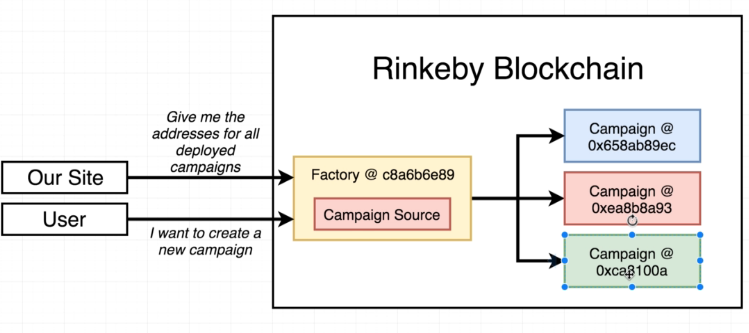 Rinkeby Blockchain
Give me the
addresses for all
deployed
campaigns
Our Site
User
I want to create a
new campaign
Factory @ c8a6b6e89
Campaign Source
Campaign @
0x658ab89ec
Campaign @
0xea8b8a93
Campaign @
0xca3100a